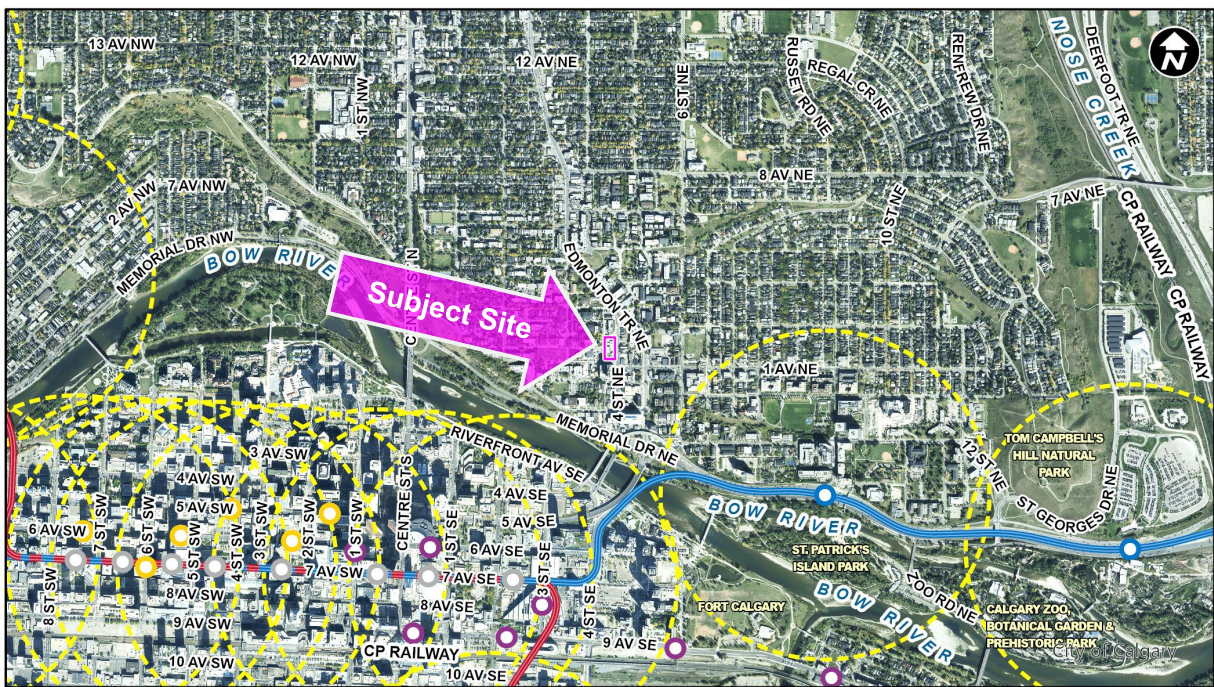 13 AV NW
12 AV NW
12 AV NE
1 ST NW
6 ST NE
RUSSET RD NE
REGAL CR NE
RENFREW DR NE
NOSE CREEK
DEERFOOT TR NE
N
7 AV NW
2 AV NW
8 AV NE
7 AV NE
10 ST NE
CP RAILWAY
CP RAILWAY
MEMORIAL DR NW
BOW RIVER
EDMONTON TR NE
Subject Site
1 AV NE
4 ST NE
MEMORIAL DR NE
RIVERFRONT AV SE
12 ST NE
TOM CAMPBELL'S
HILL NATURAL
PARK
ST GEORGES DR NE
3 AV SW
4 AV SW
5 AV SW
6 AV SW
7 ST SW
6 ST SW
5 ST SW
4 ST SW
3 ST SW
2 ST SW
1 ST SW
CENTRE ST S
1 ST SE
4 AV SE
5 AV SE
6 AV SE
7 AV SW
7 AV SE
3 ST SE
8 ST SW
8 AV SW
8 AV SE
4 ST SE
9 AV SW
9 AV SE
10 AV SW
10 AV SE
CP RAILWAY
BOW RIVER
ST. PATRICK'S
ISLAND PARK
FORT CALGARY
BOW RIVER
ZOO RD NE
CALGARY ZOO,
BOTANICAL GARDEN &
PREHISTORIC PARK
City of Calgary